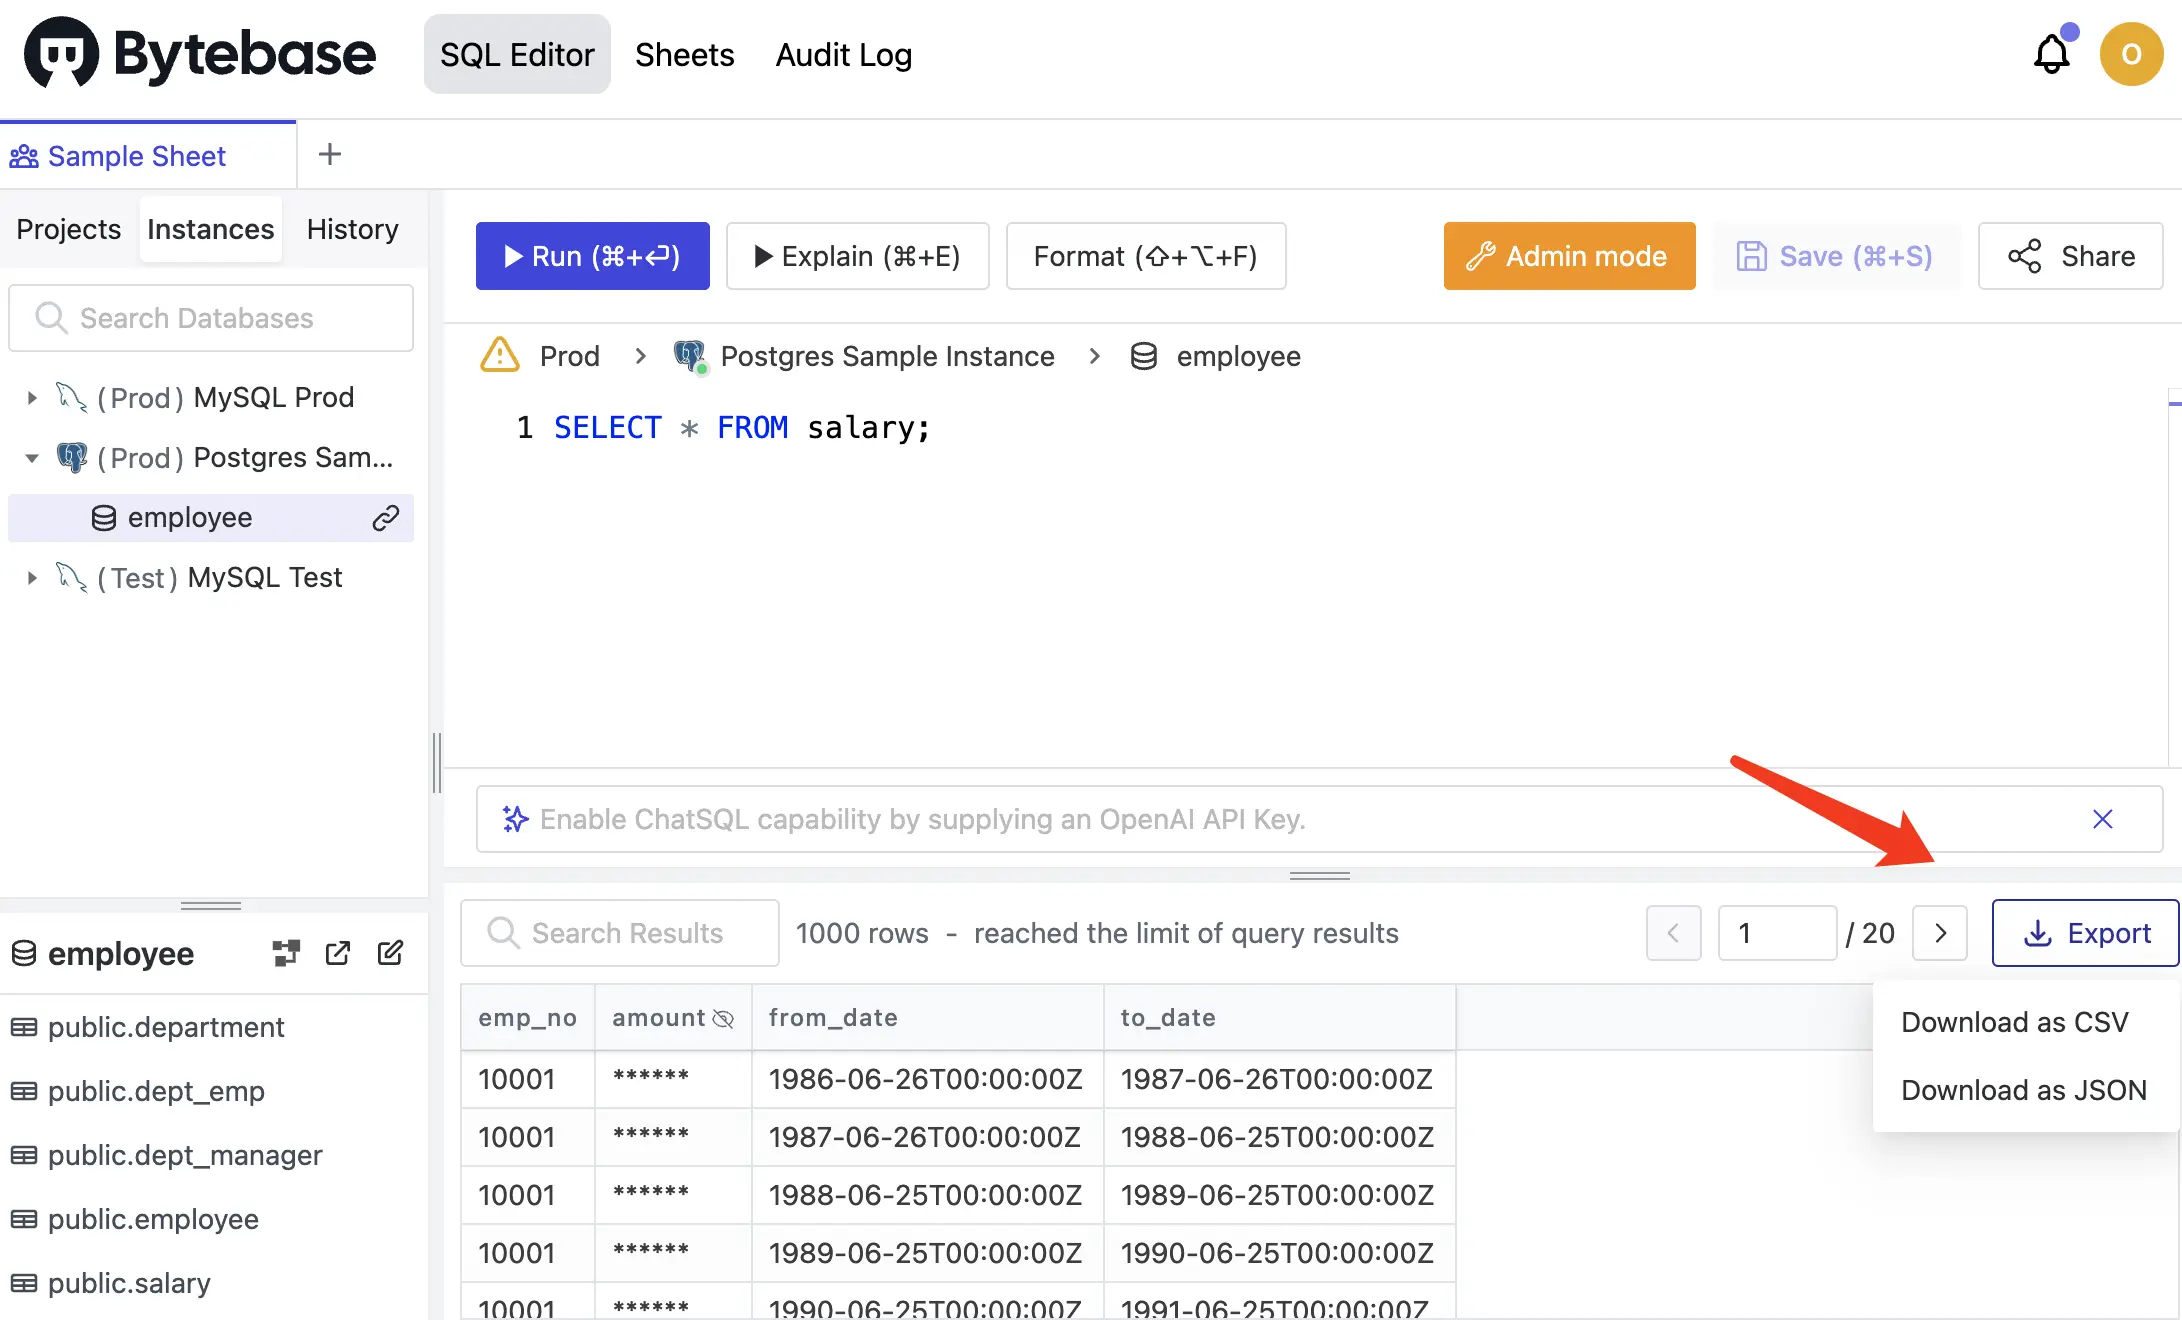 Bytebase SQL Editor Sheets Audit Log O
Sample Sheet +
Projects Instances History
Search Databases
(Prod) MySQL Prod
(Prod) Postgres Sam...
employee
(Test) MySQL Test
employee
public.department
public.dept_emp
public.dept_manager
public.employee
public.salary
Run (⌘+⏎) Explain (⌘+E) Format (⇧+⌥+F) Admin mode Save (⌘+S) Share
Prod > Postgres Sample Instance > employee
1 SELECT * FROM salary;
Enable ChatSQL capability by supplying an OpenAI API Key.
Search Results 1000 rows - reached the limit of query results 1 / 20 Export
Download as CSV
Download as JSON
emp_no amount from_date to_date
10001 ****** 1986-06-26T00:00:00Z 1987-06-26T00:00:00Z
10001 ****** 1987-06-26T00:00:00Z 1988-06-25T00:00:00Z
10001 ****** 1988-06-25T00:00:00Z 1989-06-25T00:00:00Z
10001 ****** 1989-06-25T00:00:00Z 1990-06-25T00:00:00Z
10001 ****** 1990-06-25T00:00:00Z 1991-06-25T00:00:00Z